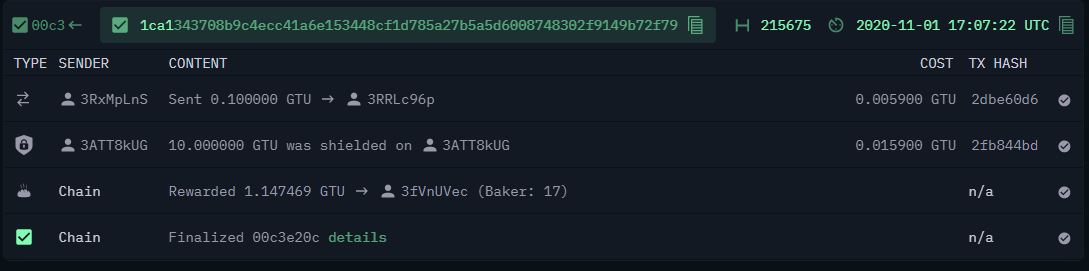 00c3← 1ca1343708b9c4ecc41a6e153448cf1d785a27b5a5d6008748302f9149b72f79 215675 2020-11-01 17:07:22 UTC
TYPE SENDER CONTENT COST TX HASH
3RxMpLnS Sent 0.100000 GTU → 3RRLc96p 0.005900 GTU 2dbe60d6
3ATT8kUG 10.000000 GTU was shielded on 3ATT8kUG 0.015900 GTU 2fb844bd
Chain Rewarded 1.147469 GTU → 3fVnUVec (Baker: 17) n/a
Chain Finalized 00c3e20c details n/a